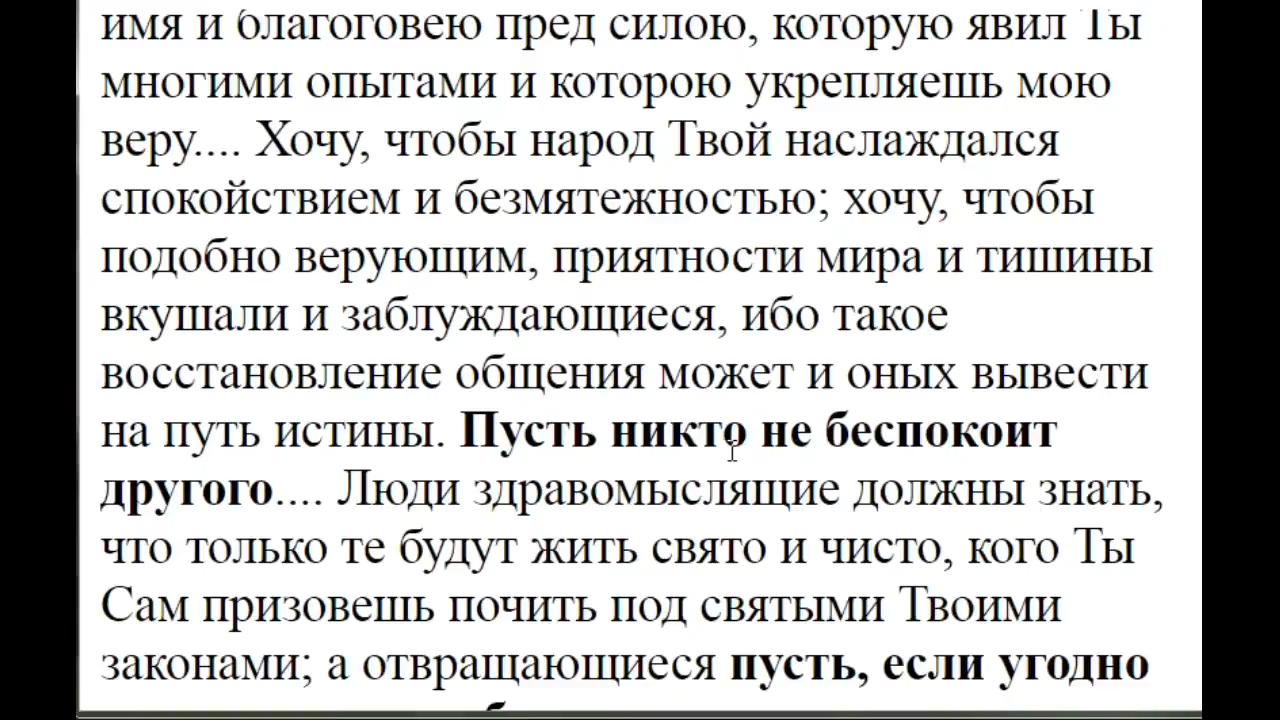 имя и благоговею пред силою, которую явил Ты
многими опытами и которою укрепляешь мою
веру.... Хочу, чтобы народ Твой наслаждался
спокойствием и безмятежностью; хочу, чтобы
подобно верующим, приятности мира и тишины
вкушали и заблуждающиеся, ибо такое
восстановление общения может и оных вывести
на путь истины. Пусть никто не беспокоит
другого.... Люди здравомыслящие должны знать,
что только те будут жить свято и чисто, кого Ты
Сам призовешь почить под святыми Твоими
законами; а отвращающиеся пусть, если угодно